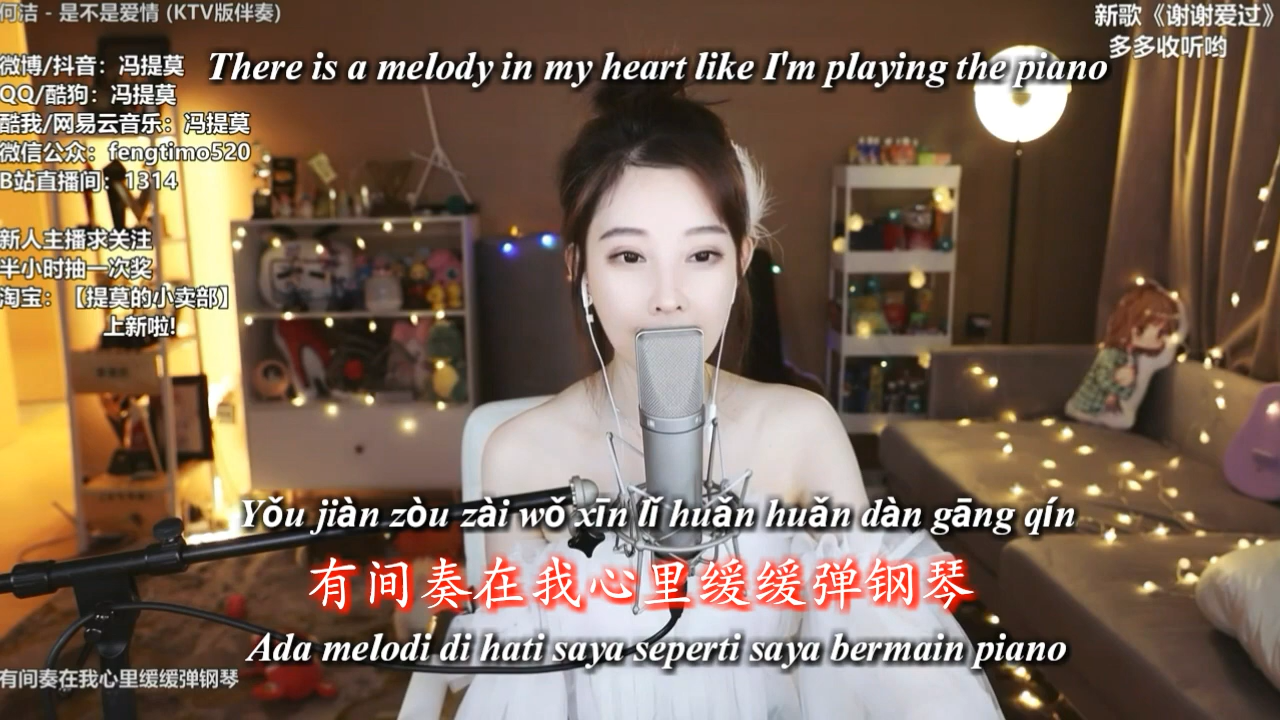 何洁 - 是不是爱情 (KTV版伴奏)
新歌《谢谢爱过》
多多收听哟
微博/抖音：冯提莫
QQ/酷狗：冯提莫
酷我/网易云音乐：冯提莫
微信公众：fengtimo520
B站直播间：1314
新人主播求关注
半小时抽一次奖
淘宝：【提莫的小卖部】
上新啦!
There is a melody in my heart like I'm playing the piano
Yǒu jiàn zòu zài wǒ xīn lǐ huǎn huǎn dàn gāng qín
有间奏在我心里缓缓弹钢琴
Ada melodi di hati saya seperti saya bermain piano
有间奏在我心里缓缓弹钢琴